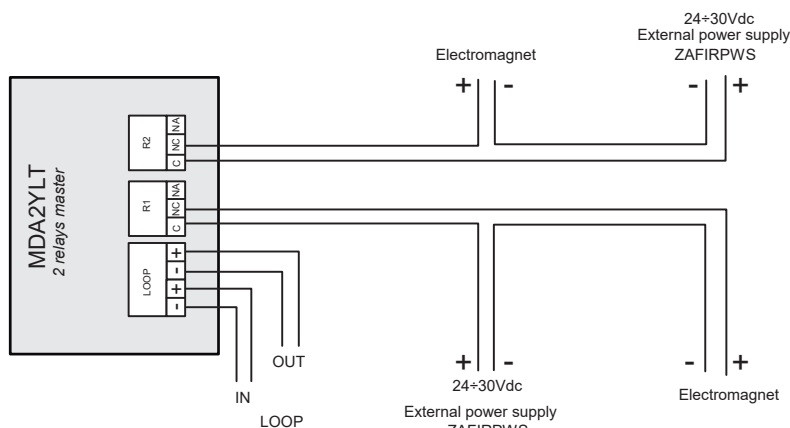 24÷30Vdc
External power supply
ZAFIRPWS
Electromagnet
+ -
- +
MDA2YLT
2 relays master
R2
NA
NC
C
R1
NA
NC
C
LOOP
+
-
+
-
OUT
IN
LOOP
+ -
24÷30Vdc
External power supply
ZAFIRPWS
- +
Electromagnet